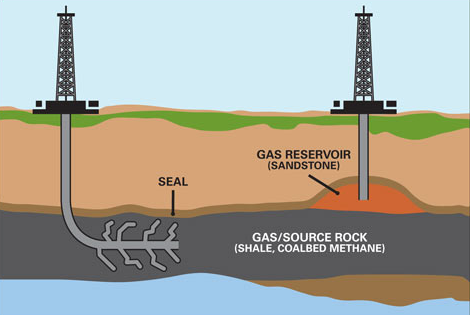 GAS RESERVOIR
(SANDSTONE)
SEAL
GAS/SOURCE ROCK
(SHALE, COALBED METHANE)